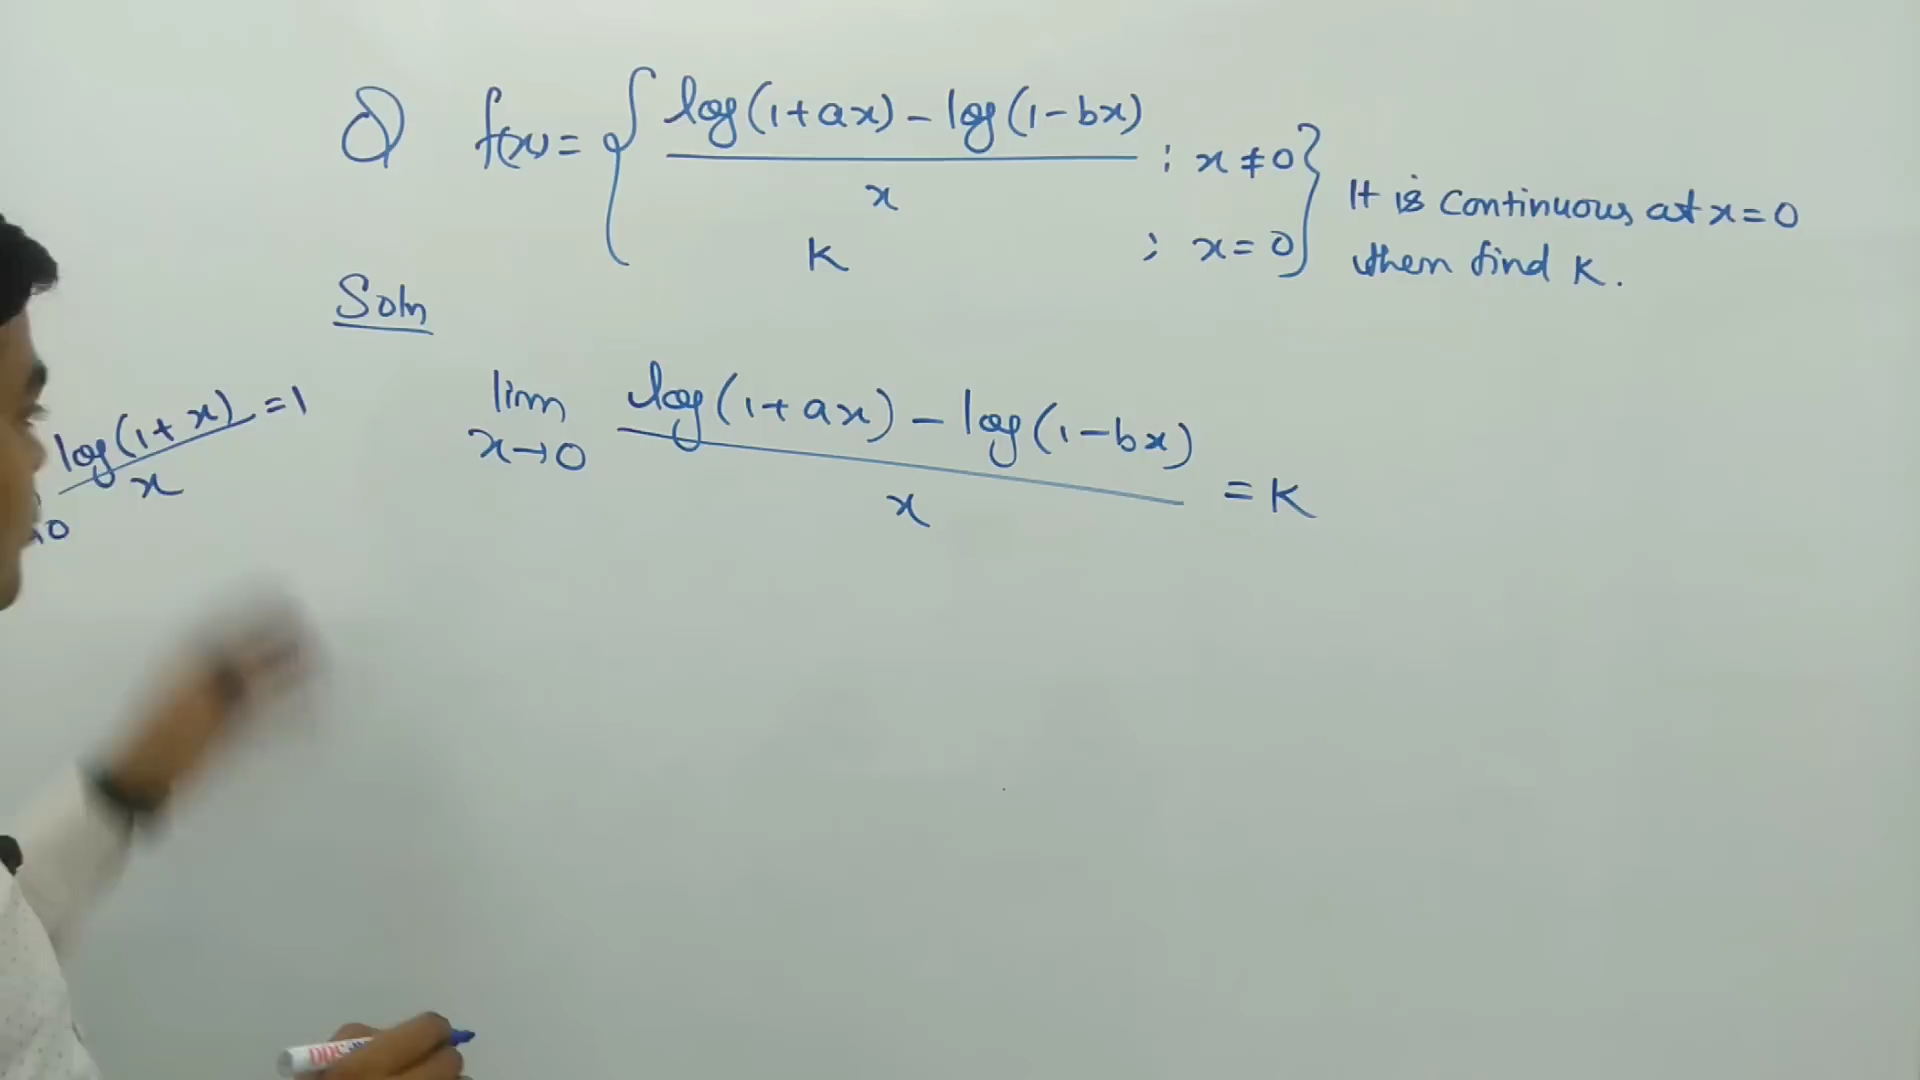 Q) f(x) = { log(1+ax) - log(1-bx) / x ; x ≠ 0 }
K ; x = 0
It is continuous at x = 0
then find K.
Soln
log(1+x) / x = 1
→0
lim x→0 log(1+ax) - log(1-bx) / x = K